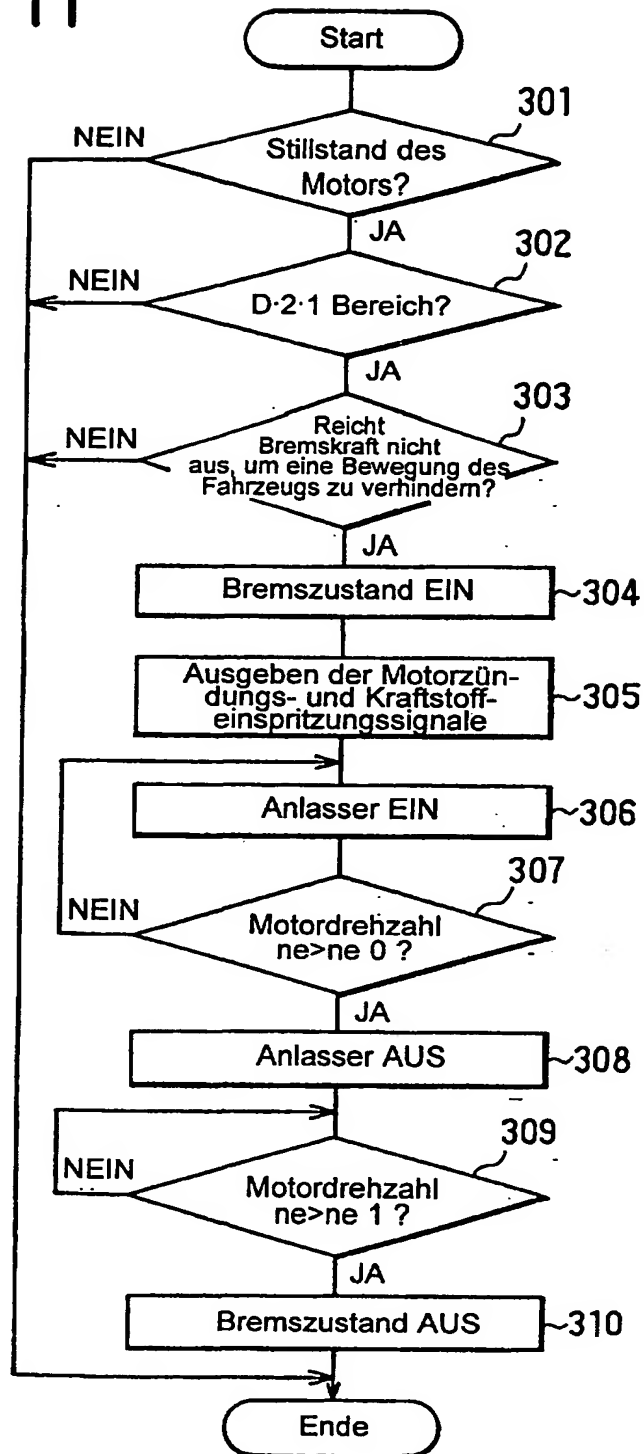 Start
301
NEIN
Stillstand des
Motors?
JA
302
NEIN
D·2·1 Bereich?
JA
303
NEIN
Reicht
Bremskraft nicht
aus, um eine Bewegung des
Fahrzeugs zu verhindern?
JA
Bremszustand EIN
304
Ausgeben der Motorzün-
dungs- und Kraftstoff-
einspritzungssignale
305
Anlasser EIN
306
307
NEIN
Motordrehzahl
ne>ne 0 ?
JA
Anlasser AUS
308
309
NEIN
Motordrehzahl
ne>ne 1 ?
JA
Bremszustand AUS
310
Ende